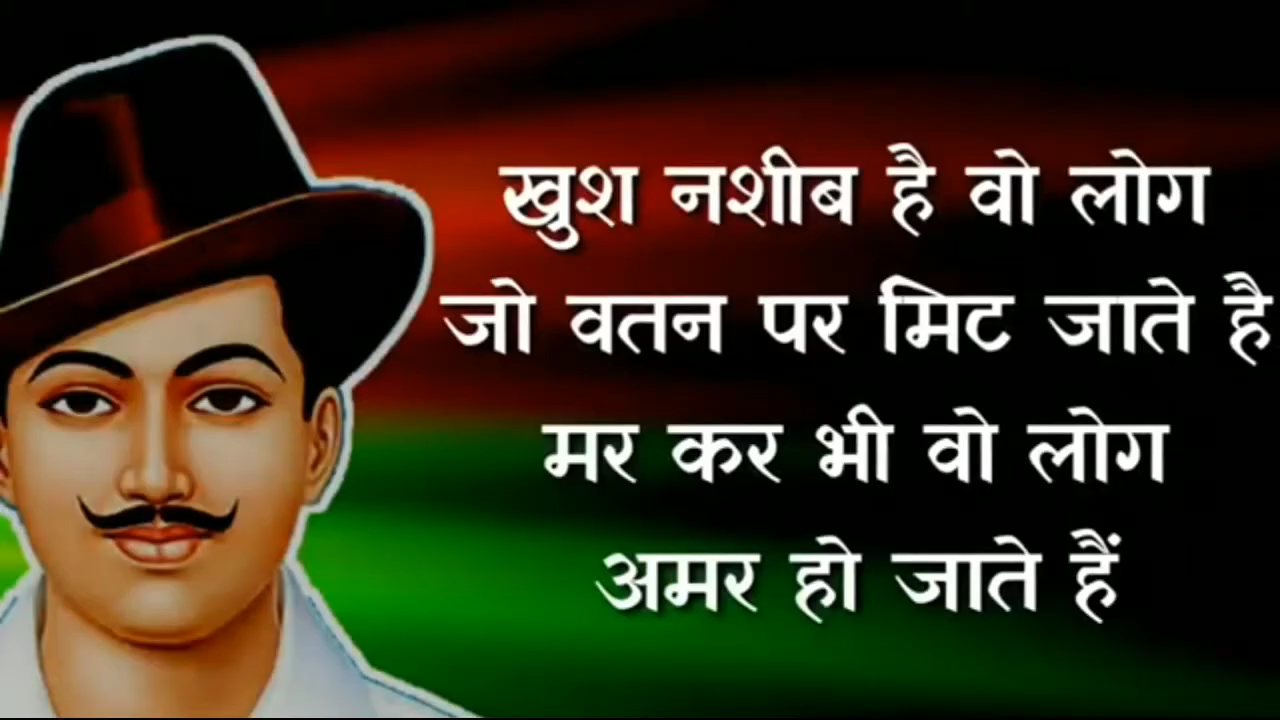 खुश नशीब है वो लोग
जो वतन पर मिट जाते है
मर कर भी वो लोग
अमर हो जाते हैं